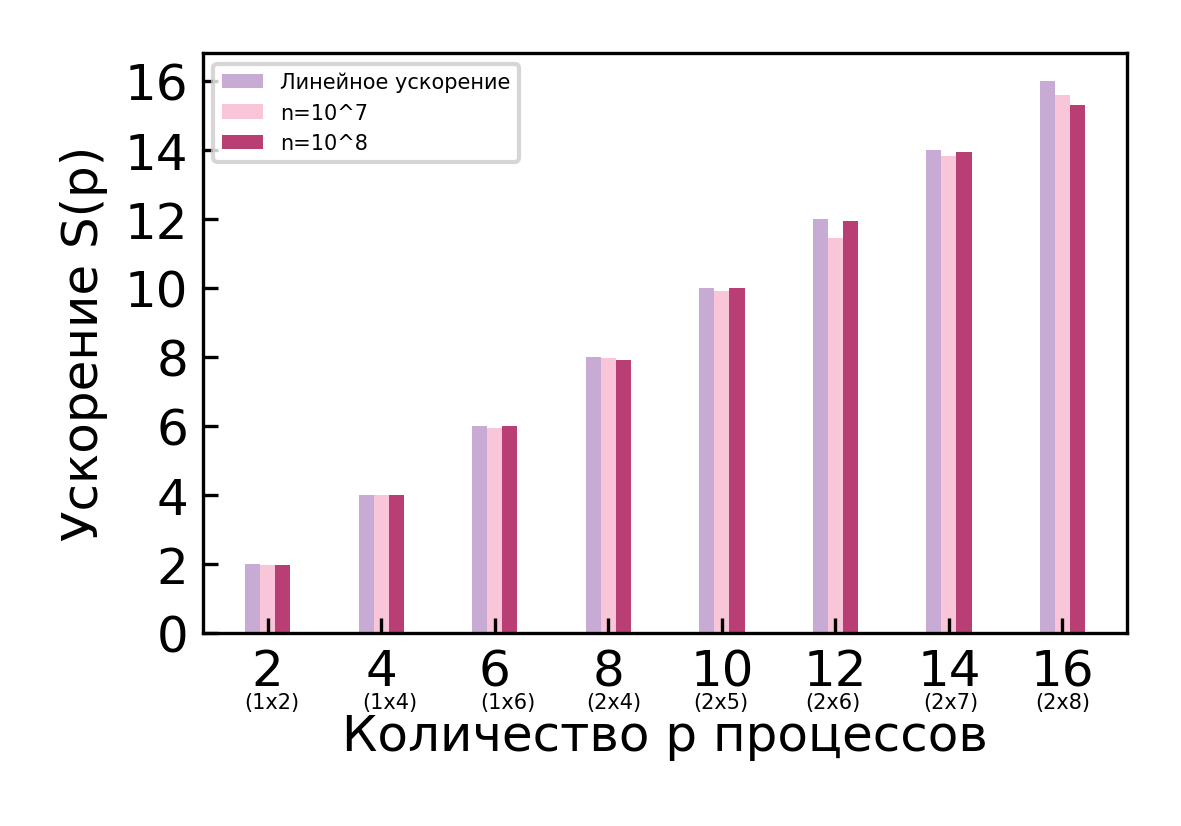 Линейное ускорение
n=10^7
n=10^8
Ускорение S(p)
16
14
12
10
8
6
4
2
0
2 4 6 8 10 12 14 16
(1x2) (1x4) (1x6) (2x4) (2x5) (2x6) (2x7) (2x8)
Количество p процессов